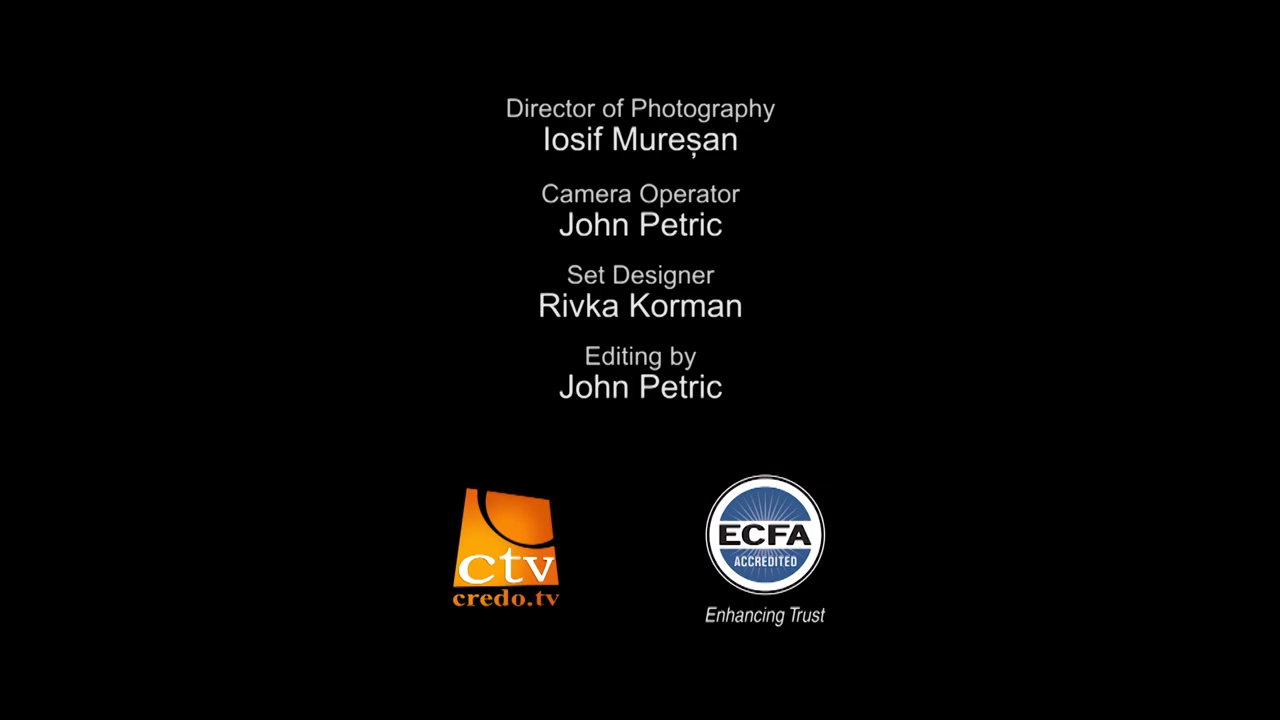 Director of Photography
Iosif Mureșan
Camera Operator
John Petric
Set Designer
Rivka Korman
Editing by
John Petric
ctv
credo.tv
ECFA
ACCREDITED
Enhancing Trust